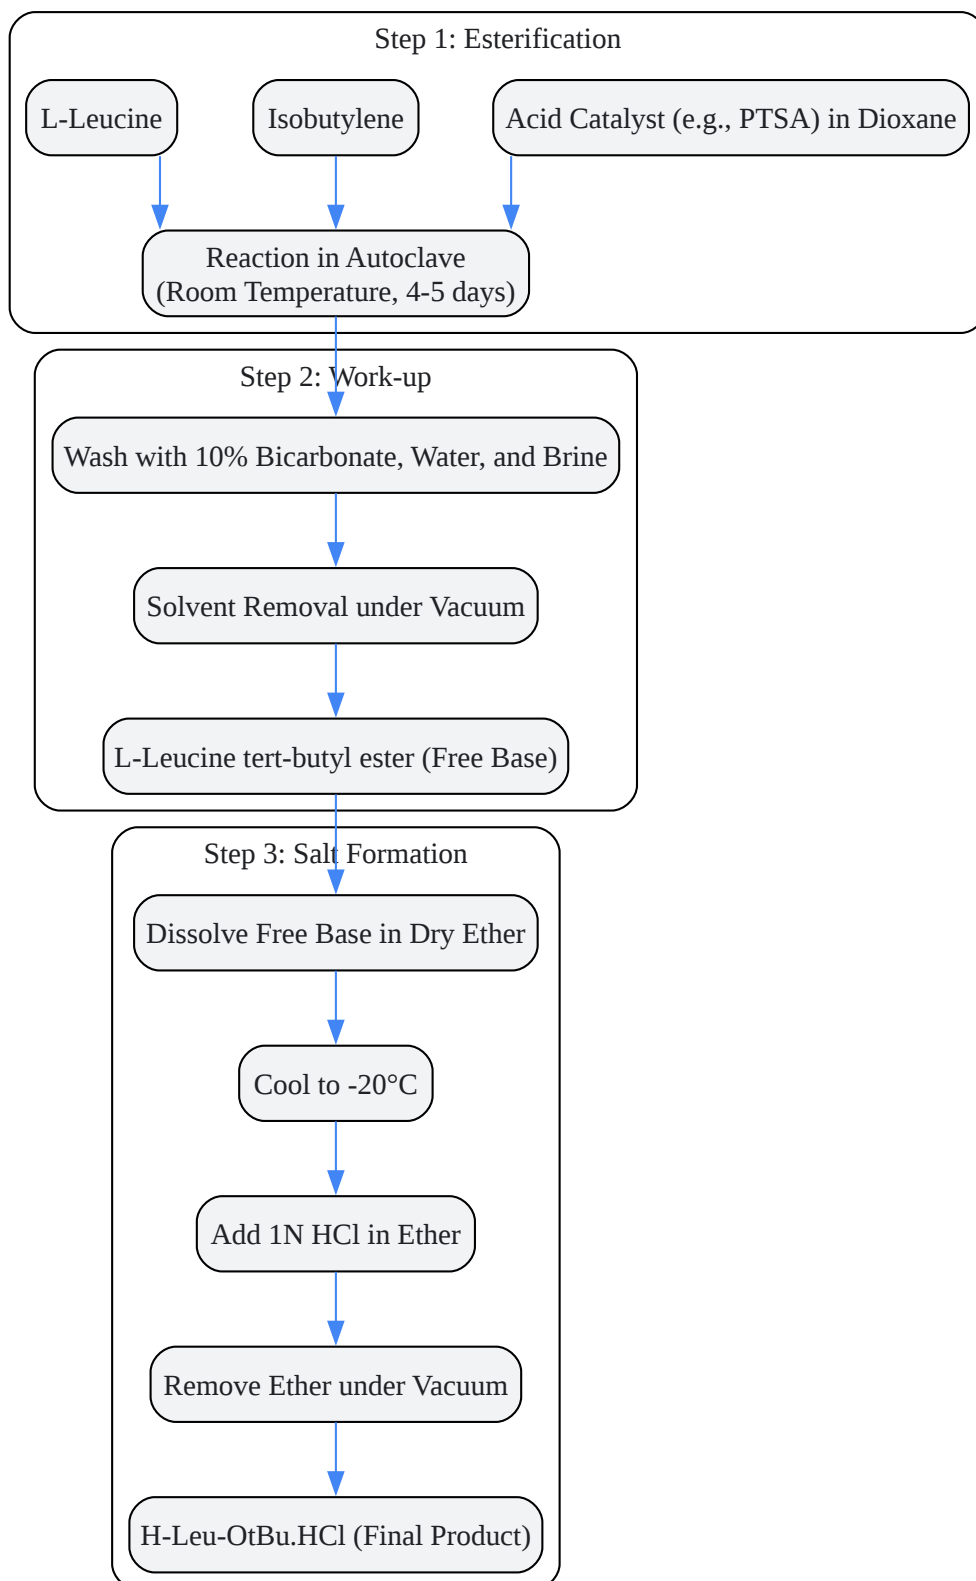 Step 1: Esterification
L-Leucine
Isobutylene
Acid Catalyst (e.g., PTSA) in Dioxane
Reaction in Autoclave
(Room Temperature, 4-5 days)
Step 2: Work-up
Wash with 10% Bicarbonate, Water, and Brine
Solvent Removal under Vacuum
L-Leucine tert-butyl ester (Free Base)
Step 3: Salt Formation
Dissolve Free Base in Dry Ether
Cool to -20°C
Add 1N HCl in Ether
Remove Ether under Vacuum
H-Leu-OtBu.HCl (Final Product)